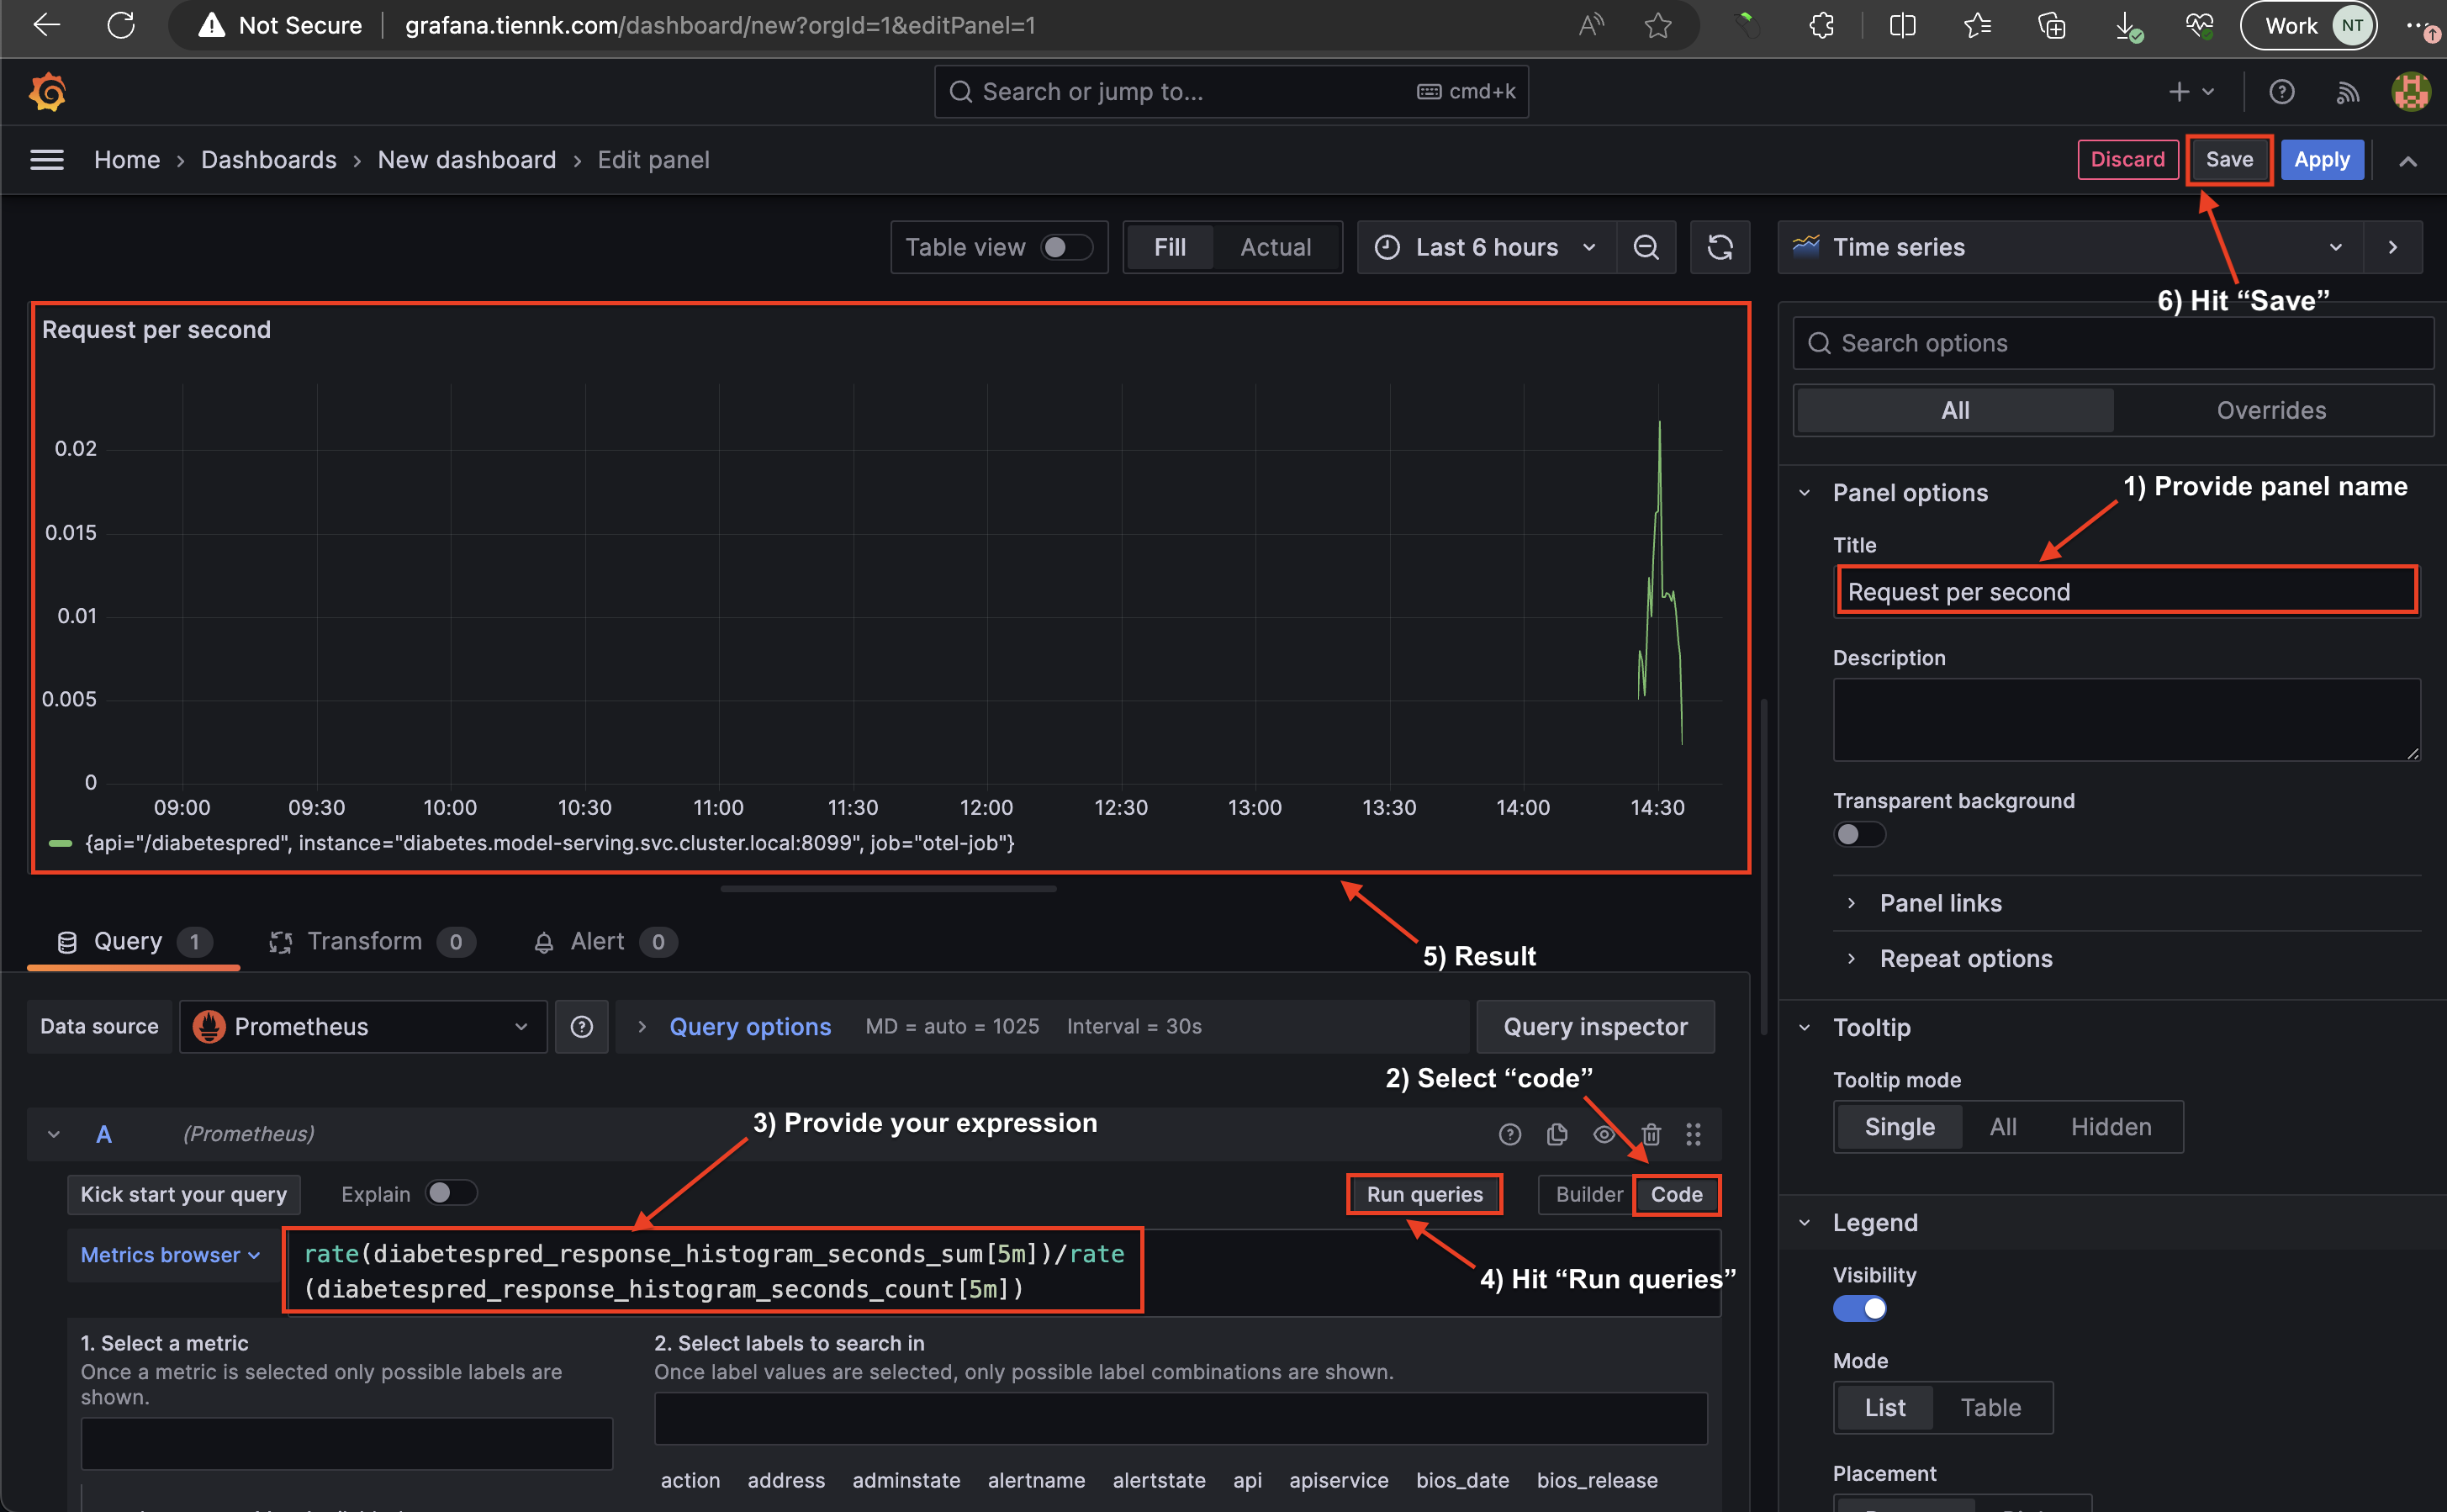 Not Secure
grafana.tiennk.com/dashboard/new?orgId=1&editPanel=1
Work
NT
Search or jump to...
cmd+k
Home › Dashboards › New dashboard › Edit panel
Discard
Save
Apply
Table view
Fill
Actual
Last 6 hours
Time series
6) Hit “Save”
Request per second
Search options
All
Overrides
0.02
0.015
0.01
0.005
0
09:00 09:30 10:00 10:30 11:00 11:30 12:00 12:30 13:00 13:30 14:00 14:30
{api="/diabetespred", instance="diabetes.model-serving.svc.cluster.local:8099", job="otel-job"}
Panel options
1) Provide panel name
Title
Request per second
Description
Transparent background
Panel links
Repeat options
5) Result
Query 1
Transform 0
Alert 0
Data source
Prometheus
Query options
MD = auto = 1025
Interval = 30s
Query inspector
2) Select “code”
3) Provide your expression
A
(Prometheus)
Kick start your query
Explain
Run queries
Builder
Code
Metrics browser
rate(diabetespred_response_histogram_seconds_sum[5m])/rate
(diabetespred_response_histogram_seconds_count[5m])
4) Hit “Run queries”
1. Select a metric
Once a metric is selected only possible labels are
shown.
2. Select labels to search in
Once label values are selected, only possible label combinations are shown.
action address adminstate alertname alertstate api apiservice bios_date bios_release
Tooltip
Tooltip mode
Single
All
Hidden
Legend
Visibility
Mode
List
Table
Placement